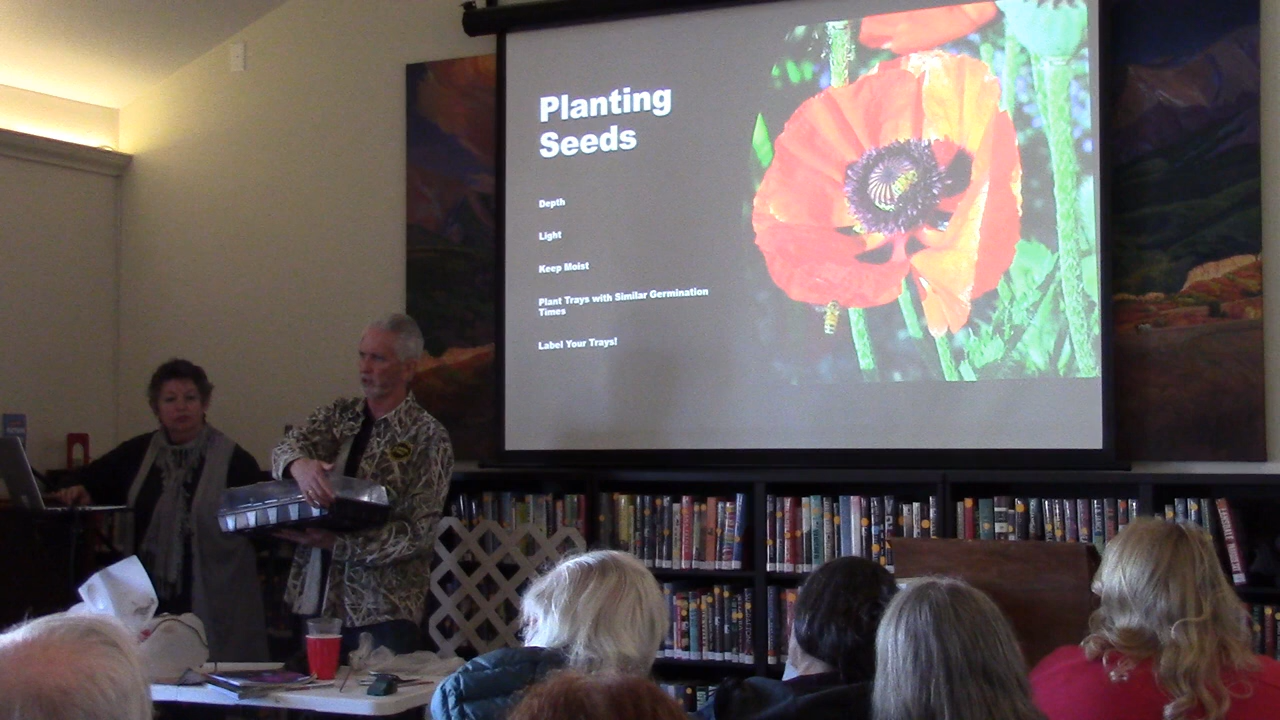 Planting
Seeds
Depth
Light
Keep Moist
Plant Trays with Similar Germination
Times
Label Your Trays!